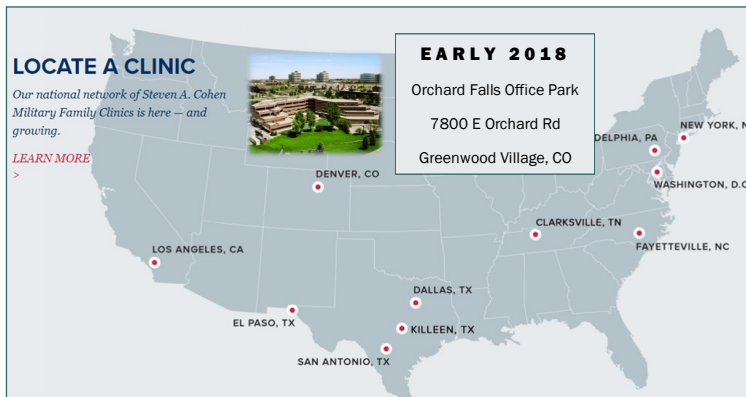 LOCATE A CLINIC
Our national network of Steven A. Cohen
Military Family Clinics is here — and
growing.
LEARN MORE
>
EARLY 2018
Orchard Falls Office Park
7800 E Orchard Rd
Greenwood Village, CO
NEW YORK, N
DELPHIA, PA
DENVER, CO
WASHINGTON, D.C
CLARKSVILLE, TN
FAYETTEVILLE, NC
LOS ANGELES, CA
DALLAS, TX
EL PASO, TX
KILLEEN, TX
SAN ANTONIO, TX